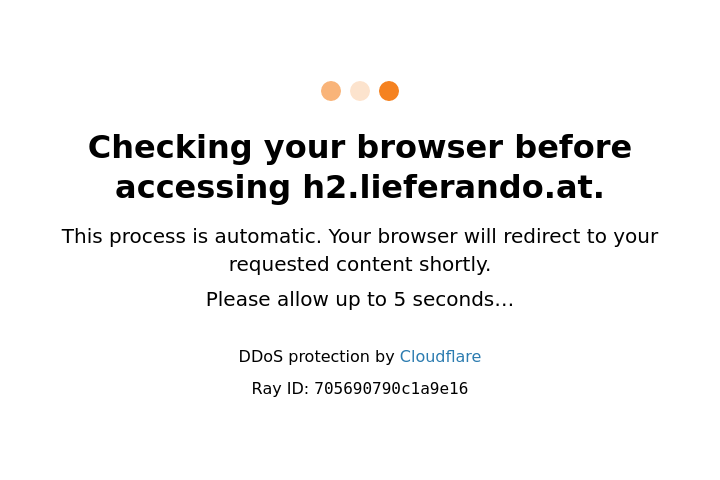 Checking your browser before
accessing h2.lieferando.at.
This process is automatic. Your browser will redirect to your
requested content shortly.
Please allow up to 5 seconds…
DDoS protection by Cloudflare
Ray ID: 705690790c1a9e16